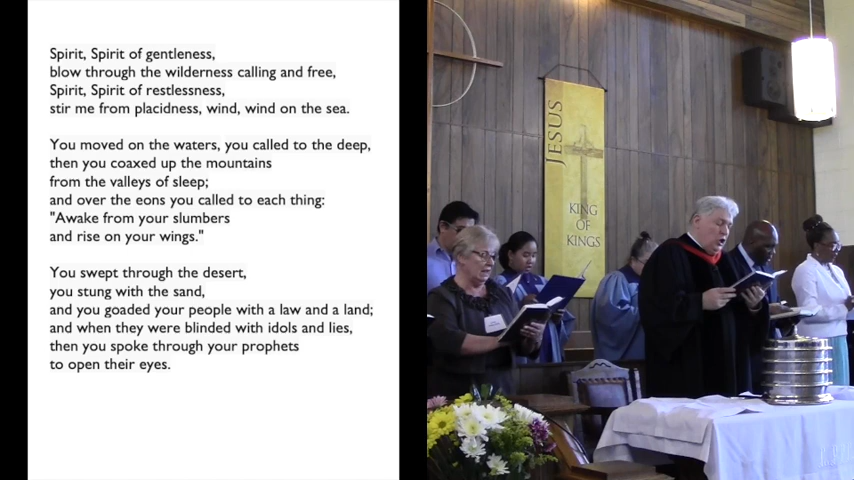 Spirit, Spirit of gentleness,
blow through the wilderness calling and free,
Spirit, Spirit of restlessness,
stir me from placidness, wind, wind on the sea.
You moved on the waters, you called to the deep,
then you coaxed up the mountains
from the valleys of sleep;
and over the eons you called to each thing:
"Awake from your slumbers
and rise on your wings."
You swept through the desert,
you stung with the sand,
and you goaded your people with a law and a land;
and when they were blinded with idols and lies,
then you spoke through your prophets
to open their eyes.
JESUS
KING
OF
KINGS